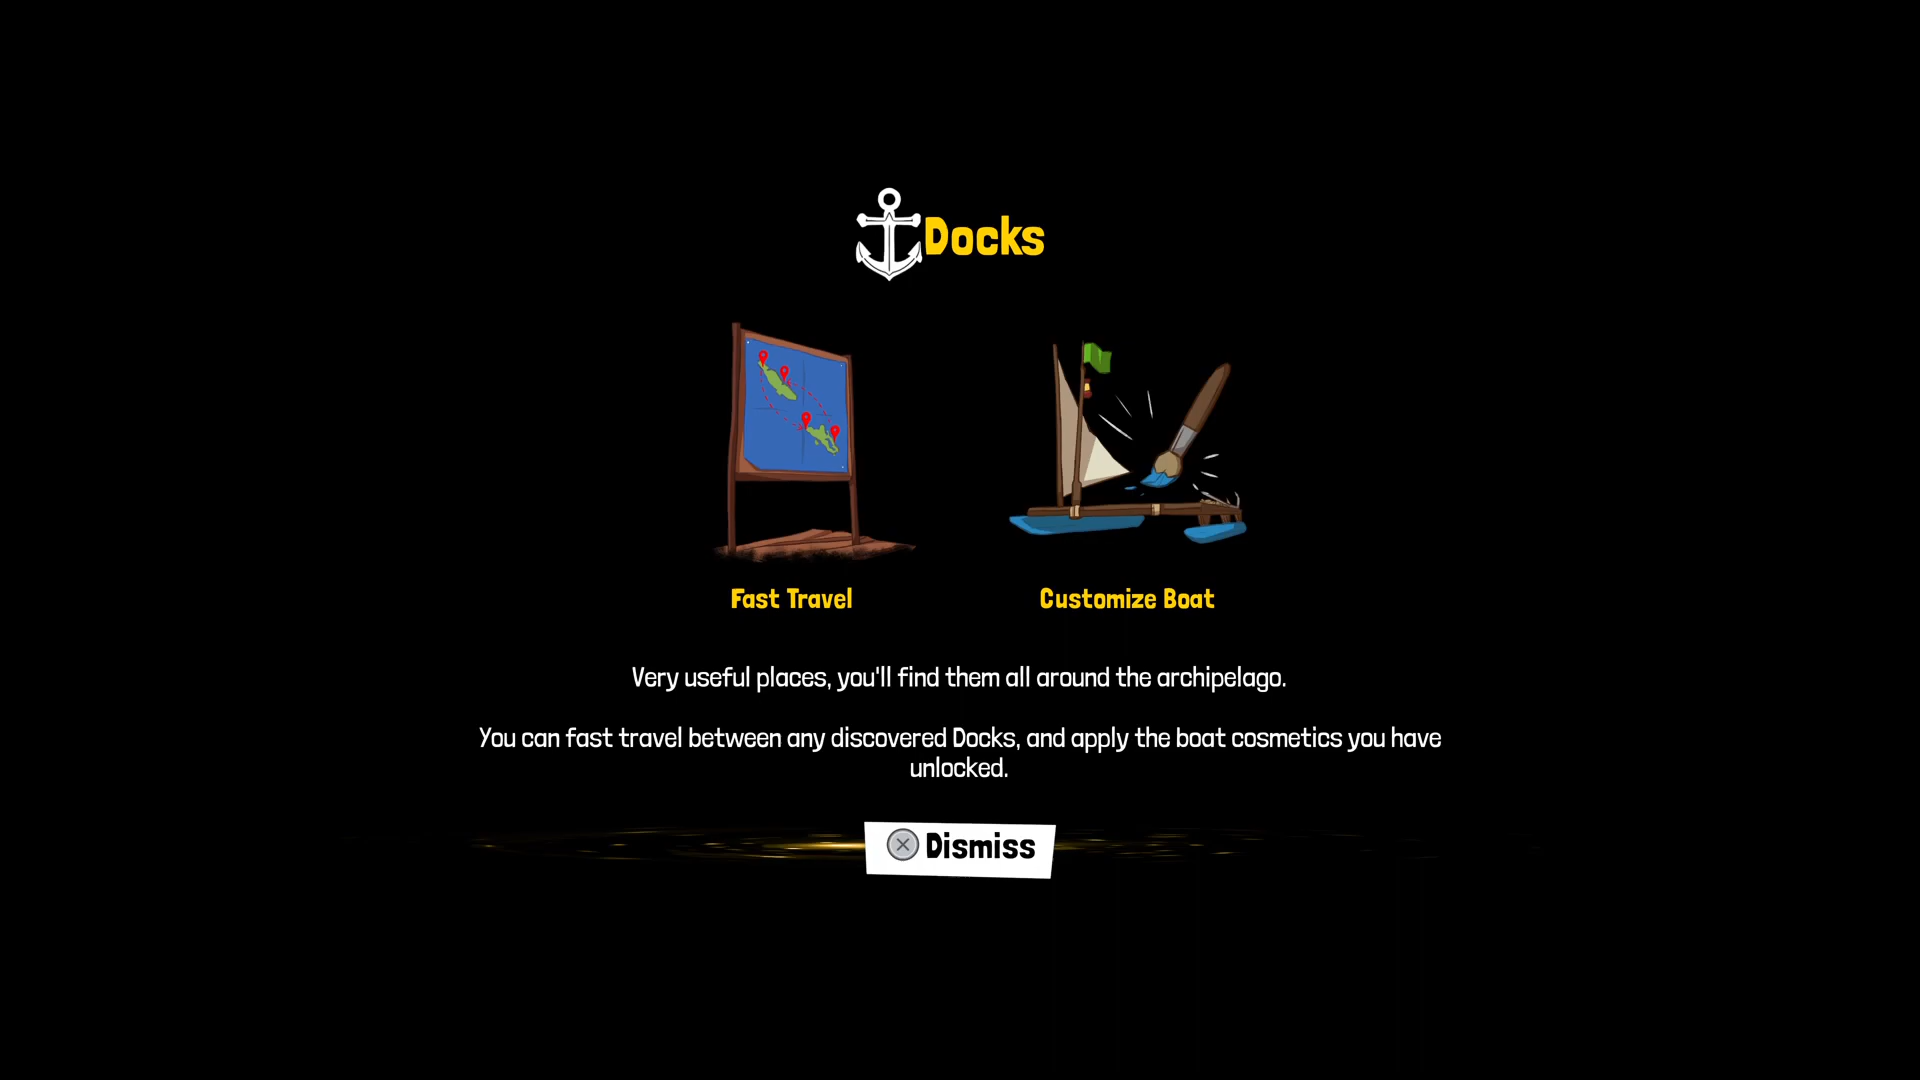 Docks
Fast Travel
Customize Boat
Very useful places, you'll find them all around the archipelago.
You can fast travel between any discovered Docks, and apply the boat cosmetics you have
unlocked.
Dismiss